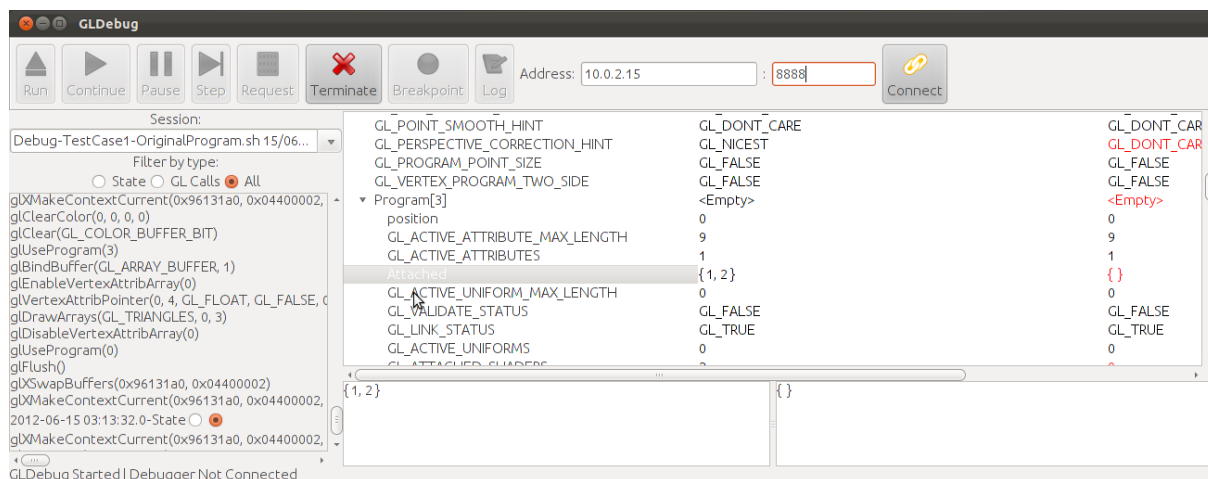 GLDebug
Run Continue Pause Step Request Terminate Breakpoint Log Address: 10.0.2.15 : 8888 Connect
Session:
Debug-TestCase1-OriginalProgram.sh 15/06...
Filter by type:
State GL Calls All
glXMakeContextCurrent(0x96131a0, 0x04400002,
glClearColor(0, 0, 0, 0)
glClear(GL_COLOR_BUFFER_BIT)
glUseProgram(3)
glBindBuffer(GL_ARRAY_BUFFER, 1)
glEnableVertexAttribArray(0)
glVertexAttribPointer(0, 4, GL_FLOAT, GL_FALSE, 0
glDrawArrays(GL_TRIANGLES, 0, 3)
glDisableVertexAttribArray(0)
glUseProgram(0)
glFlush()
glXSwapBuffers(0x96131a0, 0x04400002)
glXMakeContextCurrent(0x96131a0, 0x04400002,
2012-06-15 03:13:32.0-State
glXMakeContextCurrent(0x96131a0, 0x04400002,
GL_POINT_SMOOTH_HINT GL_DONT_CARE GL_DONT_CAR
GL_PERSPECTIVE_CORRECTION_HINT GL_NICEST GL_DONT_CAR
GL_PROGRAM_POINT_SIZE GL_FALSE GL_FALSE
GL_VERTEX_PROGRAM_TWO_SIDE GL_FALSE GL_FALSE
Program[3] <Empty> <Empty>
position 0 0
GL_ACTIVE_ATTRIBUTE_MAX_LENGTH 9 9
GL_ACTIVE_ATTRIBUTES 1 1
Attached {1, 2} { }
GL_ACTIVE_UNIFORM_MAX_LENGTH 0 0
GL_VALIDATE_STATUS GL_FALSE GL_FALSE
GL_LINK_STATUS GL_TRUE GL_TRUE
GL_ACTIVE_UNIFORMS 0 0
GL_ATTACHED_SHADERS
{1, 2} { }
GLDebug Started | Debugger Not Connected